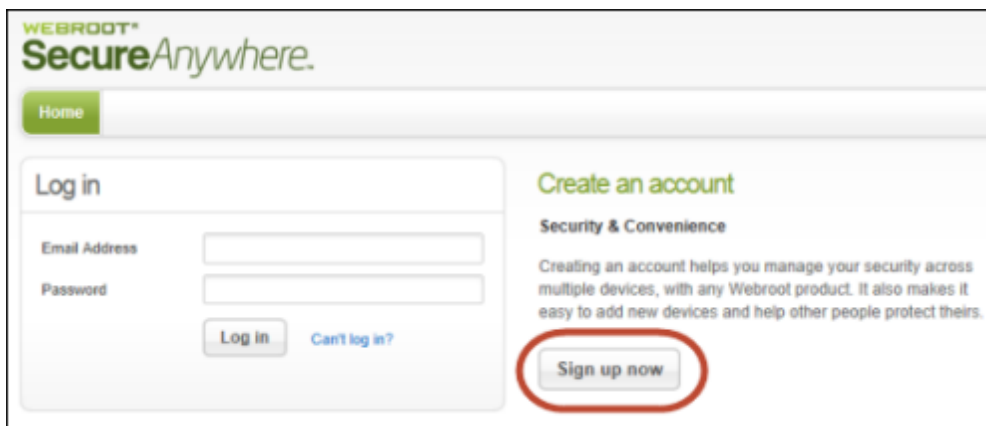 WEBROOT®
SecureAnywhere™
Home
Log in
Email Address
Password
Log in
Can't log in?
Create an account
Security & Convenience
Creating an account helps you manage your security across
multiple devices, with any Webroot product. It also makes it
easy to add new devices and help other people protect theirs.
Sign up now